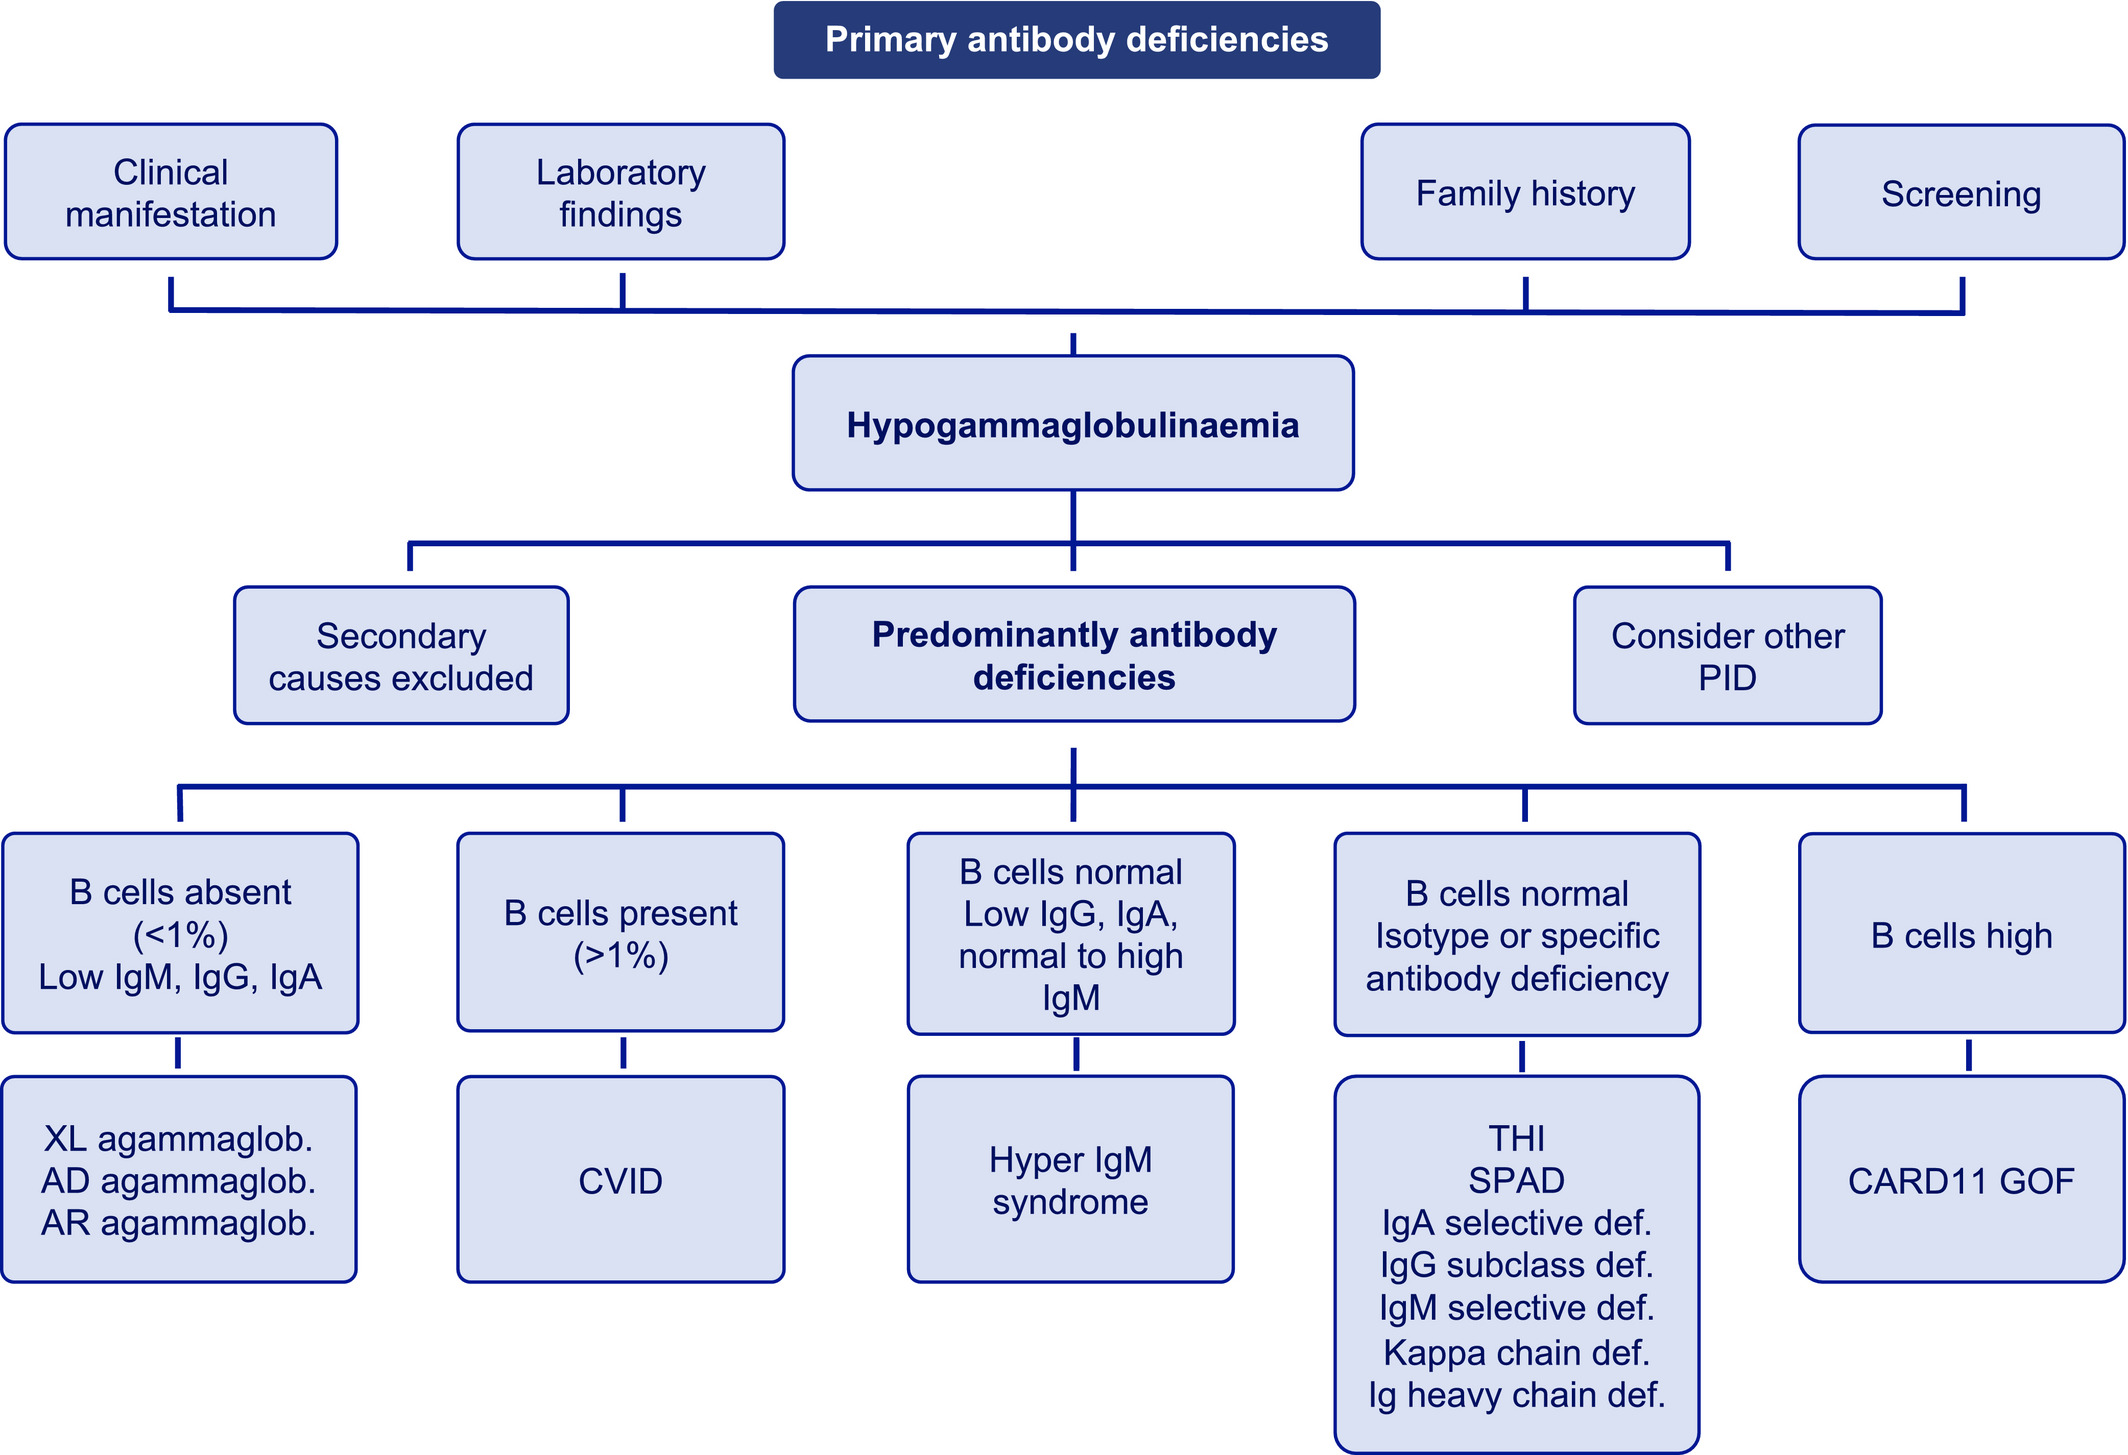 Primary antibody deficiencies
Clinical
manifestation
Laboratory
findings
Family history
Screening
Hypogammaglobulinaemia
Secondary
causes excluded
Predominantly antibody
deficiencies
Consider other
PID
B cells absent
(<1%)
Low IgM, IgG, IgA
B cells present
(>1%)
B cells normal
Low IgG, IgA,
normal to high
IgM
B cells normal
Isotype or specific
antibody deficiency
B cells high
XL agammaglob.
AD agammaglob.
AR agammaglob.
CVID
Hyper IgM
syndrome
THI
SPAD
IgA selective def.
IgG subclass def.
IgM selective def.
Kappa chain def.
Ig heavy chain def.
CARD11 GOF